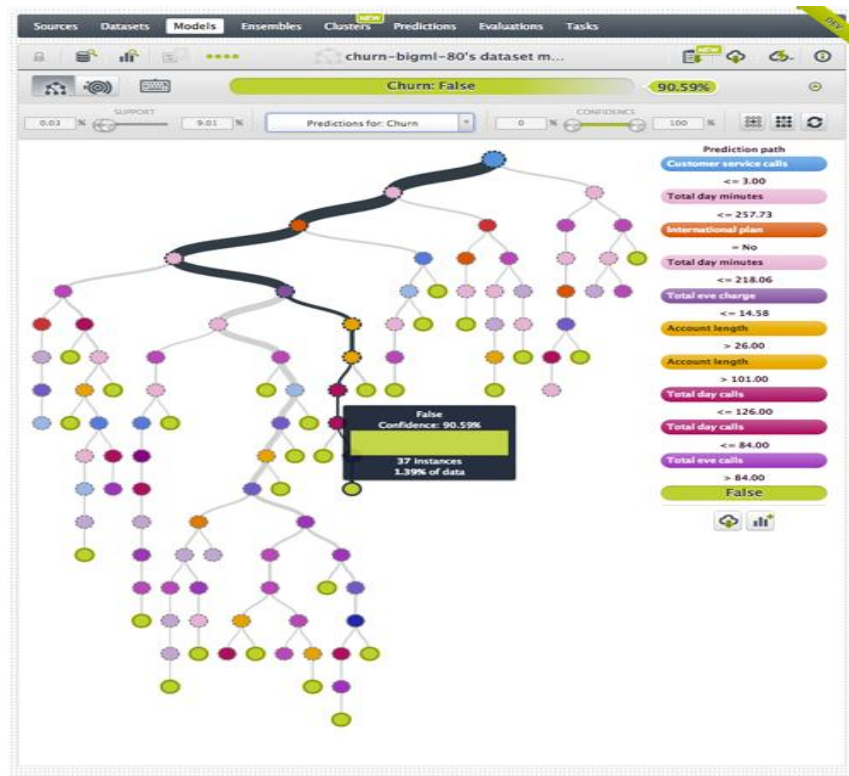 Sources Datasets Models Ensembles Clusters NEW Predictions Evaluations Tasks
DEV
churn-bigml-80's dataset m... NEW
Churn: False 90.59%
SUPPORT CONFIDENCE
0.03 % 9.01 % Predictions for: Churn 0 % 100 %
Prediction path
Customer service calls
<= 3.00
Total day minutes
<= 257.73
International plan
= No
Total day minutes
<= 218.06
Total eve charge
<= 14.58
Account length
> 26.00
Account length
> 101.00
Total day calls
<= 126.00
Total day calls
<= 84.00
Total eve calls
> 84.00
False
False
Confidence: 90.59%
37 instances
1.39% of data